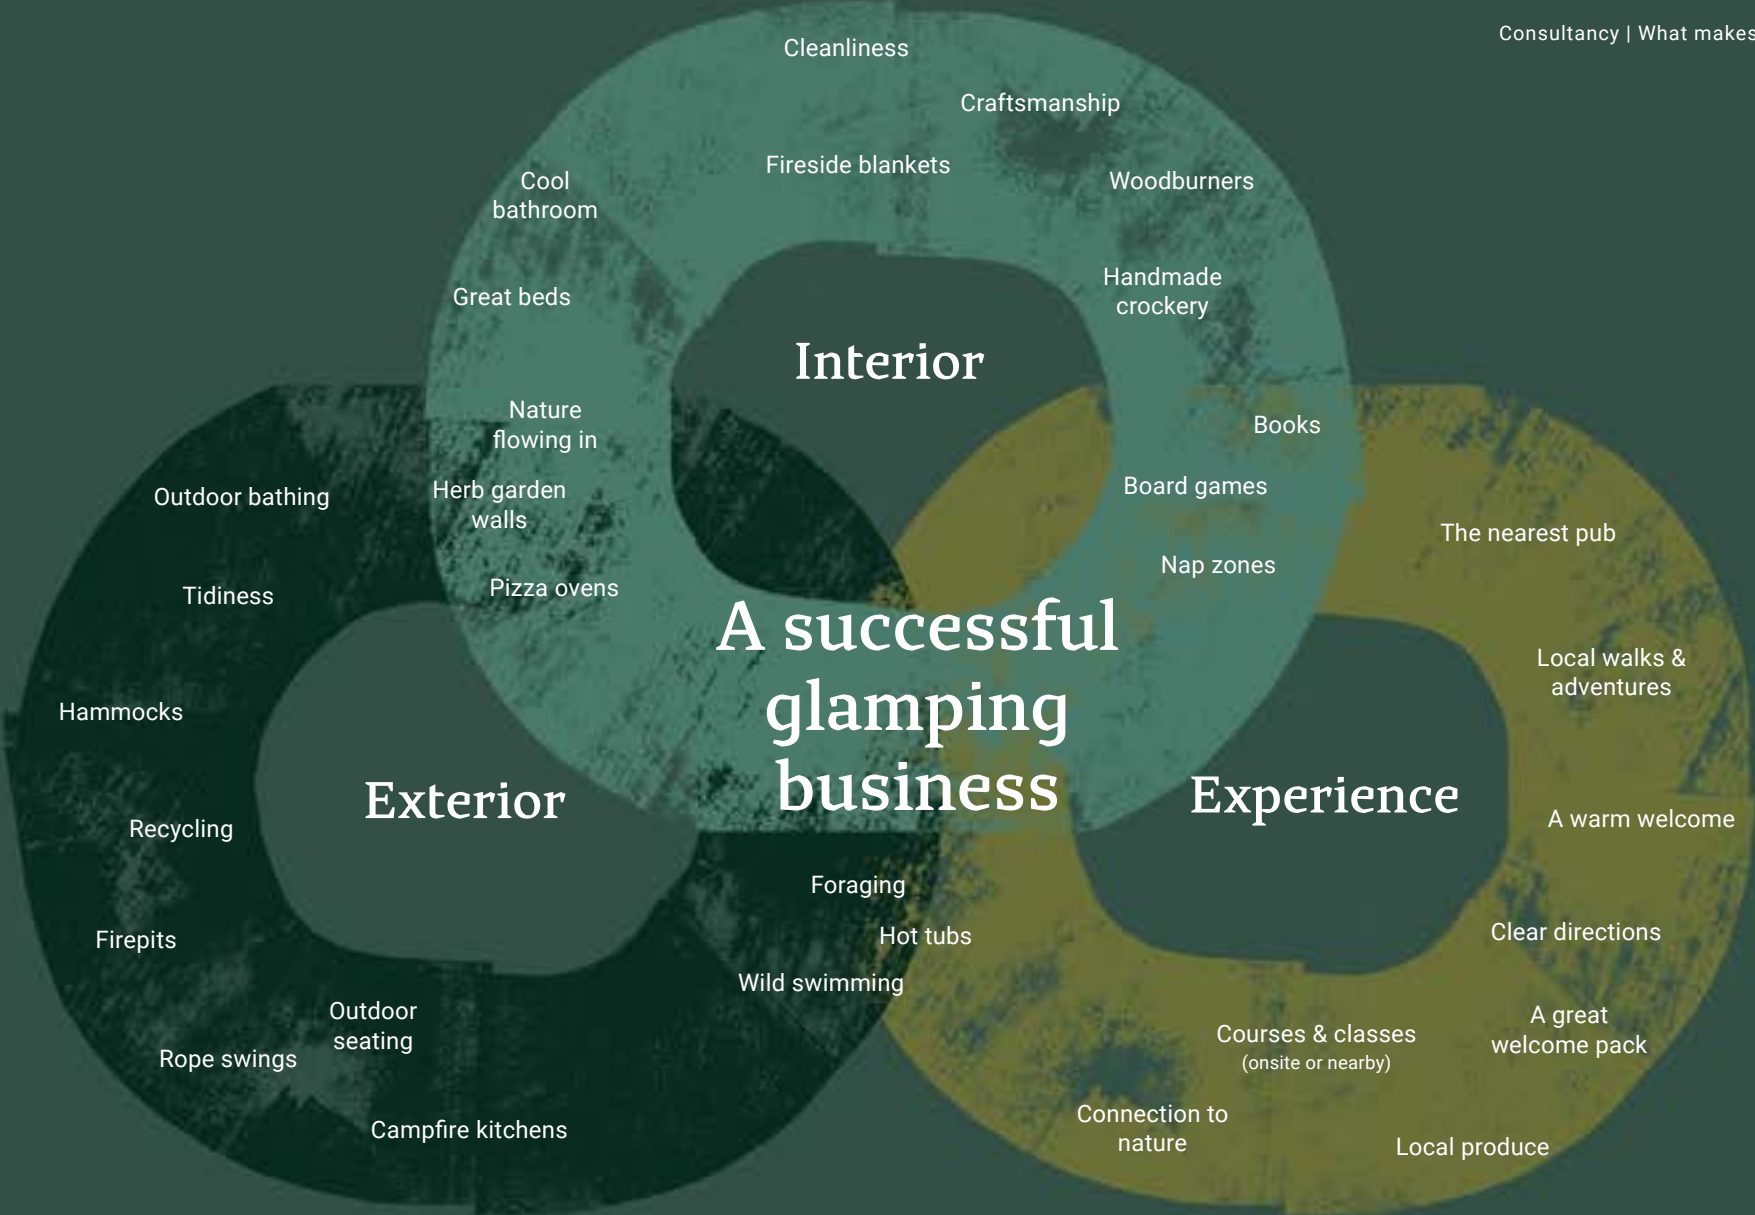 Consultancy | What makes
Cleanliness
Craftsmanship
Fireside blankets
Cool
bathroom
Woodburners
Great beds
Handmade
crockery
Interior
Nature
flowing in
Books
Herb garden
walls
Board games
Outdoor bathing
The nearest pub
Nap zones
Pizza ovens
Tidiness
A successful
glamping
business
Local walks &
adventures
Hammocks
Exterior
Experience
Recycling
A warm welcome
Foraging
Hot tubs
Wild swimming
Firepits
Clear directions
Outdoor
seating
Rope swings
Courses & classes
(onsite or nearby)
A great
welcome pack
Campfire kitchens
Connection to
nature
Local produce